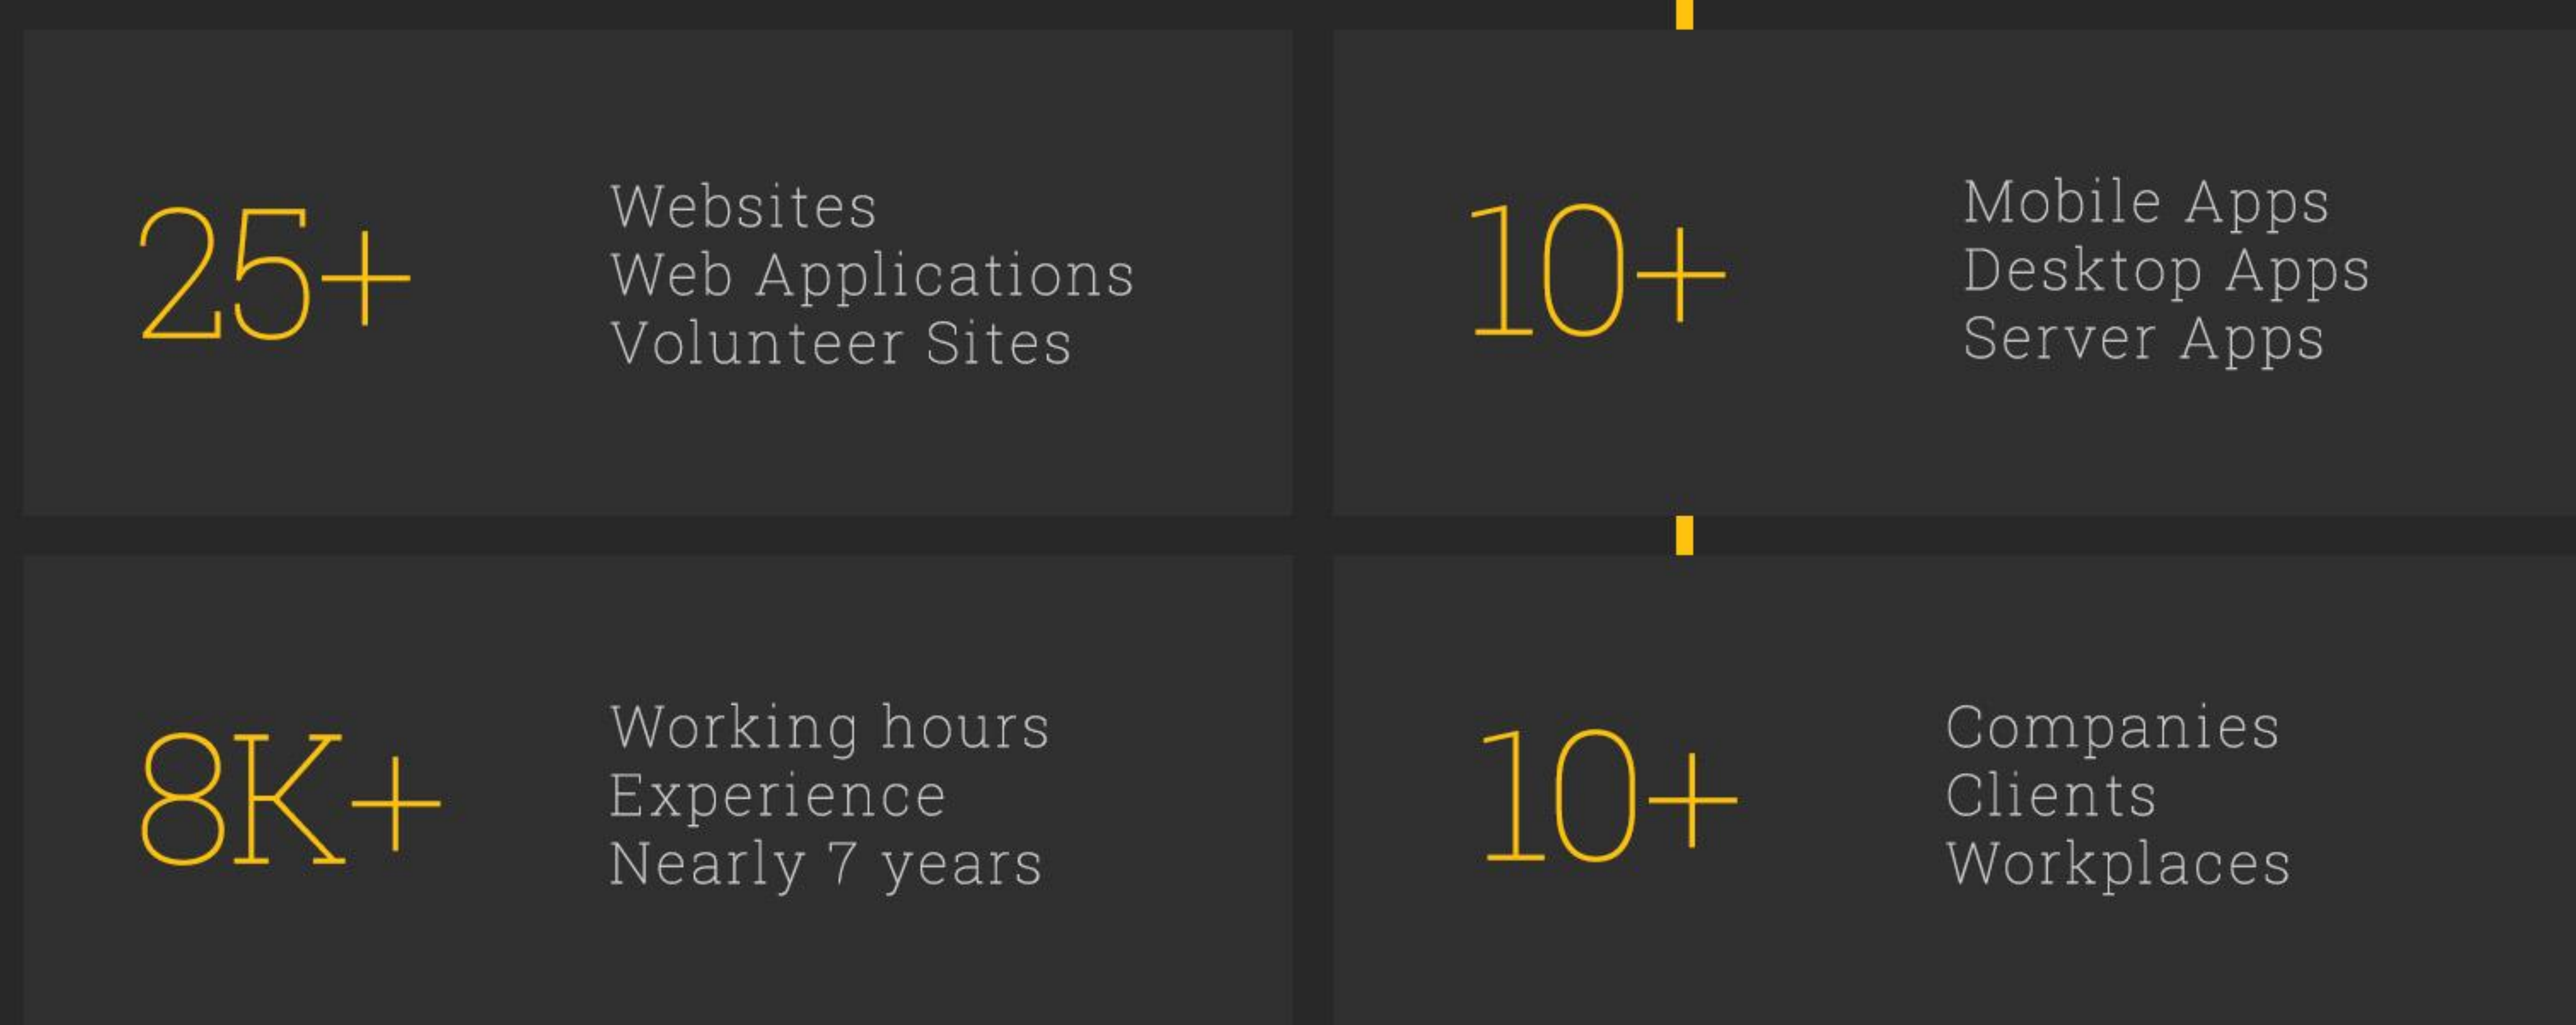 25+
Websites
Web Applications
Volunteer Sites
10+
Mobile Apps
Desktop Apps
Server Apps
8K+
Working hours
Experience
Nearly 7 years
10+
Companies
Clients
Workplaces